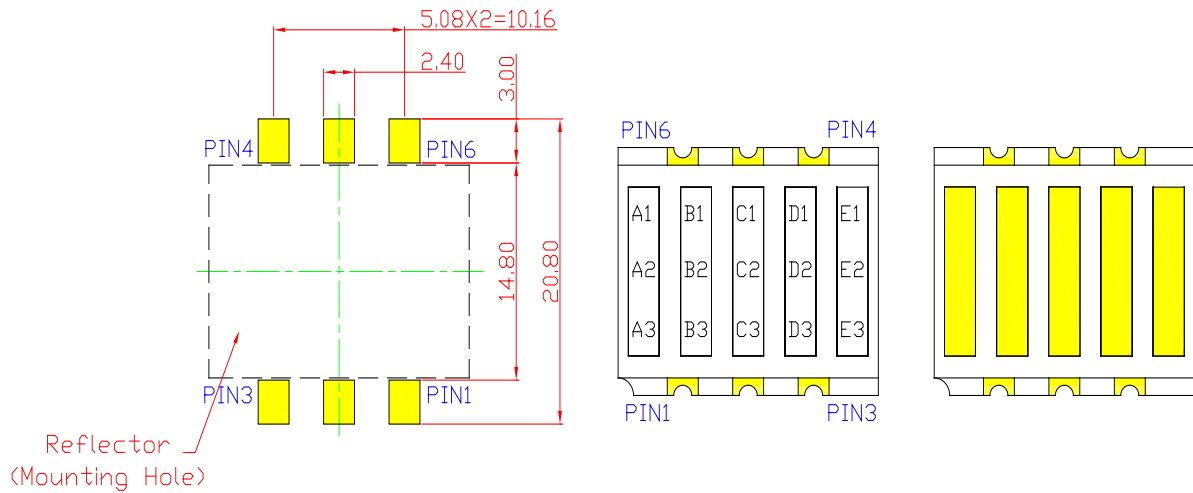 5.08X2=10.16
2.40
3.00
PIN4
PIN6
14.80
20.80
PIN3
PIN1
Reflector
(Mounting Hole)
PIN6
PIN4
A1 B1 C1 D1 E1
A2 B2 C2 D2 E2
A3 B3 C3 D3 E3
PIN1
PIN3